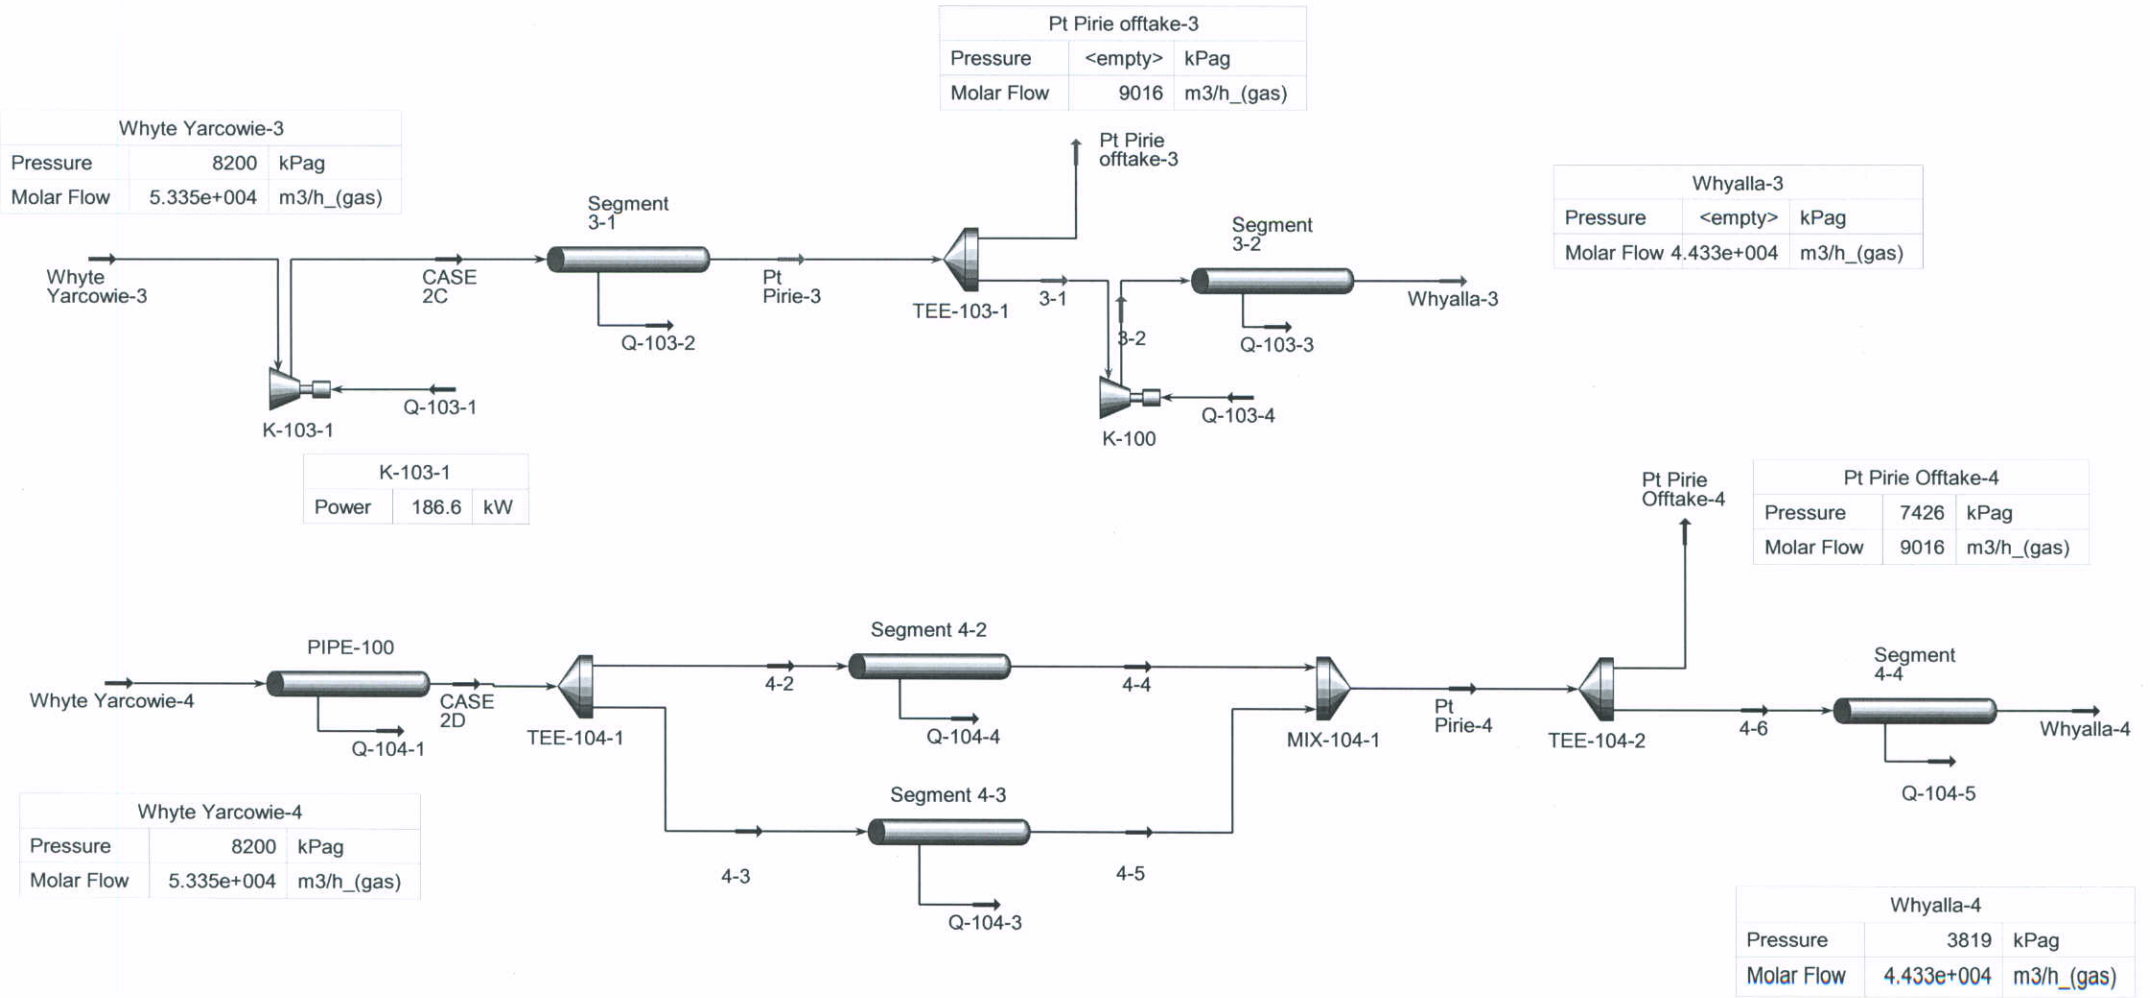 Pt Pirie offtake-3
Pressure <empty> kPag
Molar Flow 9016 m3/h_(gas)
Whyte Yarcowie-3
Pressure 8200 kPag
Molar Flow 5.335e+004 m3/h_(gas)
Pt Pirie
offtake-3
Whyalla-3
Pressure <empty> kPag
Molar Flow 4.433e+004 m3/h_(gas)
Segment
3-1
Segment
3-2
Whyte
Yarcowie-3
CASE
2C
Pt
Pirie-3
TEE-103-1
3-1
Whyalla-3
Q-103-2
3-2
Q-103-3
Q-103-1
K-103-1
Q-103-4
K-100
K-103-1
Power 186.6 kW
Pt Pirie
Offtake-4
Pt Pirie Offtake-4
Pressure 7426 kPag
Molar Flow 9016 m3/h_(gas)
PIPE-100
Segment 4-2
Segment
4-4
Whyte Yarcowie-4
CASE
2D
4-2
4-4
Pt
Pirie-4
4-6
Whyalla-4
Q-104-1
TEE-104-1
Q-104-4
MIX-104-1
TEE-104-2
Q-104-5
Segment 4-3
Whyte Yarcowie-4
Pressure 8200 kPag
Molar Flow 5.335e+004 m3/h_(gas)
4-3
4-5
Q-104-3
Whyalla-4
Pressure 3819 kPag
Molar Flow 4.433e+004 m3/h_(gas)